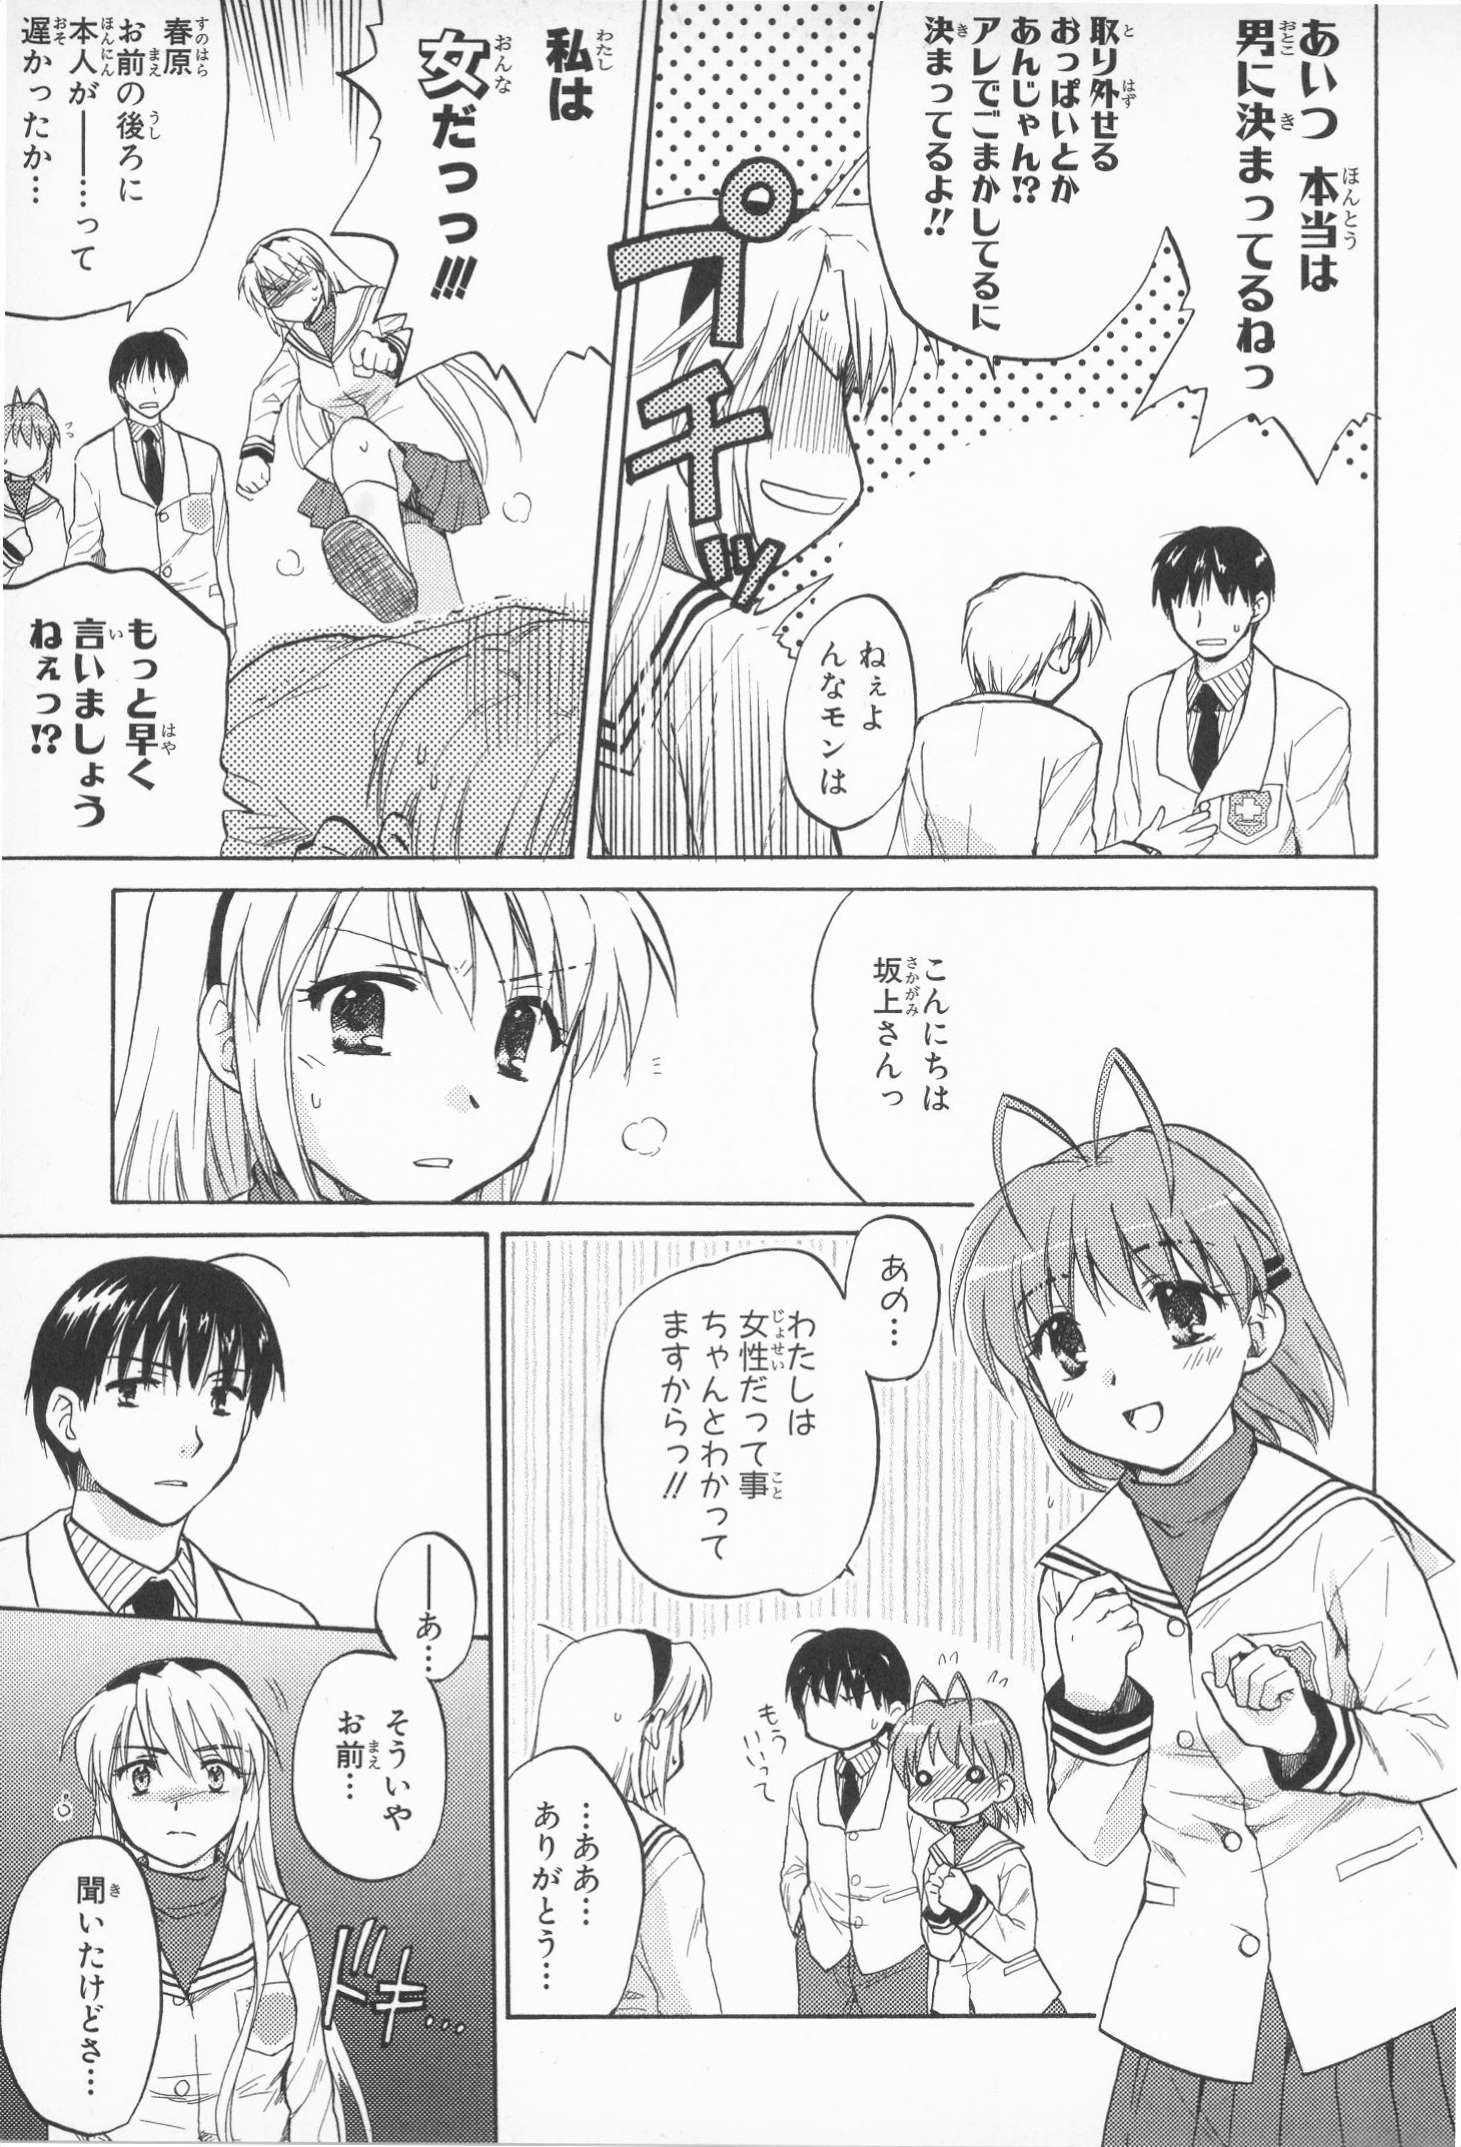 あいつ 本当は
男に決まってるねっ
取り外せる
おっぱいとか
あんじゃん!?
アレでごまかしてるに
決まってるよ!!
ねぇよ
んなモンは
プチッ
私は
女だっっ!!!
春原
お前の後ろに
本人が――…って
遅かったか…
もっと早く
言いましょう
ねぇっ!?
こんにちは
坂上さんっ
あの…
わたしは
女性だって事
ちゃんとわかって
ますからっ!!
もう
いいって
…ああ…
ありがとう…
――あ…
そういや
お前…
聞いたけどさ…
ドキ…